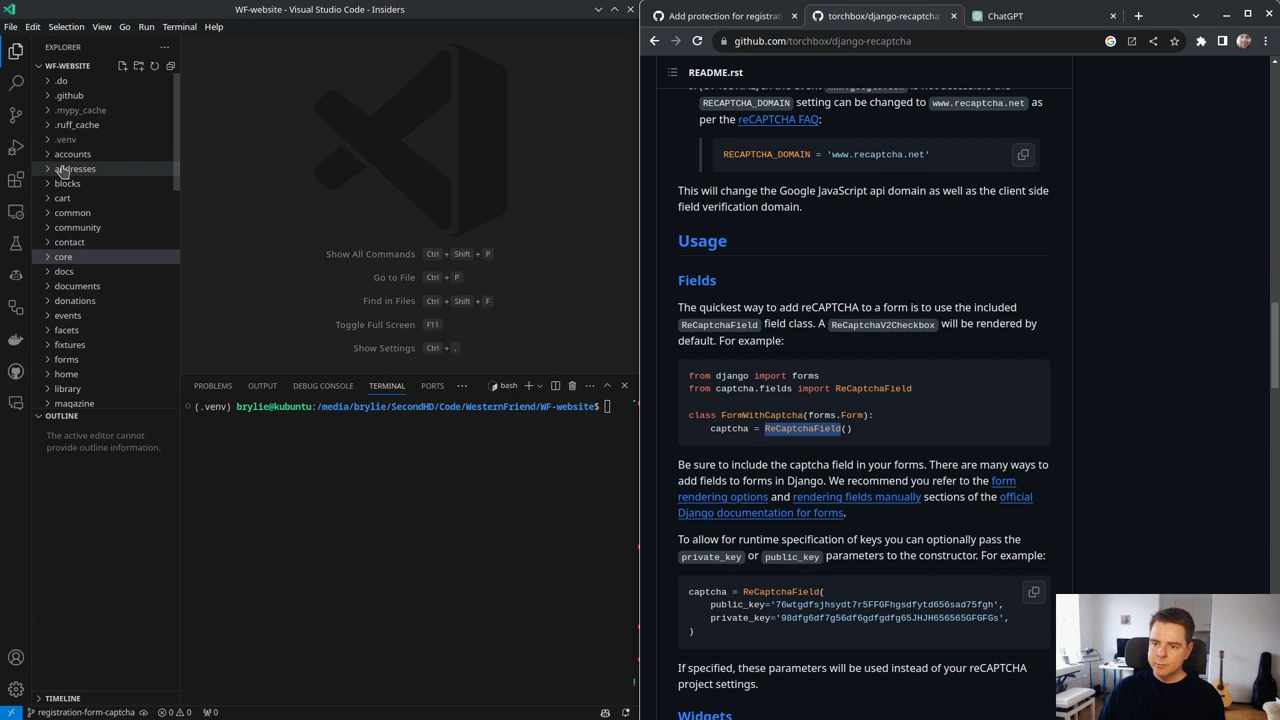 WF-website - Visual Studio Code - Insiders
File Edit Selection View Go Run Terminal Help
EXPLORER
WF-WEBSITE
.do
.github
.mypy_cache
.ruff_cache
.venv
accounts
addresses
blocks
cart
common
community
contact
core
docs
documents
donations
events
facets
fixtures
forms
home
library
magazine
OUTLINE
The active editor cannot
provide outline information.
TIMELINE
Show All Commands Ctrl + Shift + P
Go to File Ctrl + P
Find in Files Ctrl + Shift + F
Toggle Full Screen F11
Show Settings Ctrl + ,
PROBLEMS OUTPUT DEBUG CONSOLE TERMINAL PORTS bash
(.venv) brylie@kubuntu:/media/brylie/SecondHD/Code/WesternFriend/WF-website$
registration-form-captcha 0 0 0
Add protection for registrat
torchbox/django-recaptcha
ChatGPT
github.com/torchbox/django-recaptcha
README.rst
RECAPTCHA_DOMAIN setting can be changed to www.recaptcha.net as
per the reCAPTCHA FAQ:
RECAPTCHA_DOMAIN = 'www.recaptcha.net'
This will change the Google JavaScript api domain as well as the client side
field verification domain.
Usage
Fields
The quickest way to add reCAPTCHA to a form is to use the included
ReCaptchaField field class. A ReCaptchaV2Checkbox will be rendered by
default. For example:
from django import forms
from captcha.fields import ReCaptchaField
class FormWithCaptcha(forms.Form):
captcha = ReCaptchaField()
Be sure to include the captcha field in your forms. There are many ways to
add fields to forms in Django. We recommend you refer to the form
rendering options and rendering fields manually sections of the official
Django documentation for forms.
To allow for runtime specification of keys you can optionally pass the
private_key or public_key parameters to the constructor. For example:
captcha = ReCaptchaField(
public_key='76wtgdfsjhsydt7r5FFGFhgsdfytd656sad75fgh',
private_key='98dfg6df7g56df6gdfgdfg65JHJH656565GFGFGs',
)
If specified, these parameters will be used instead of your reCAPTCHA
project settings.
Widgets